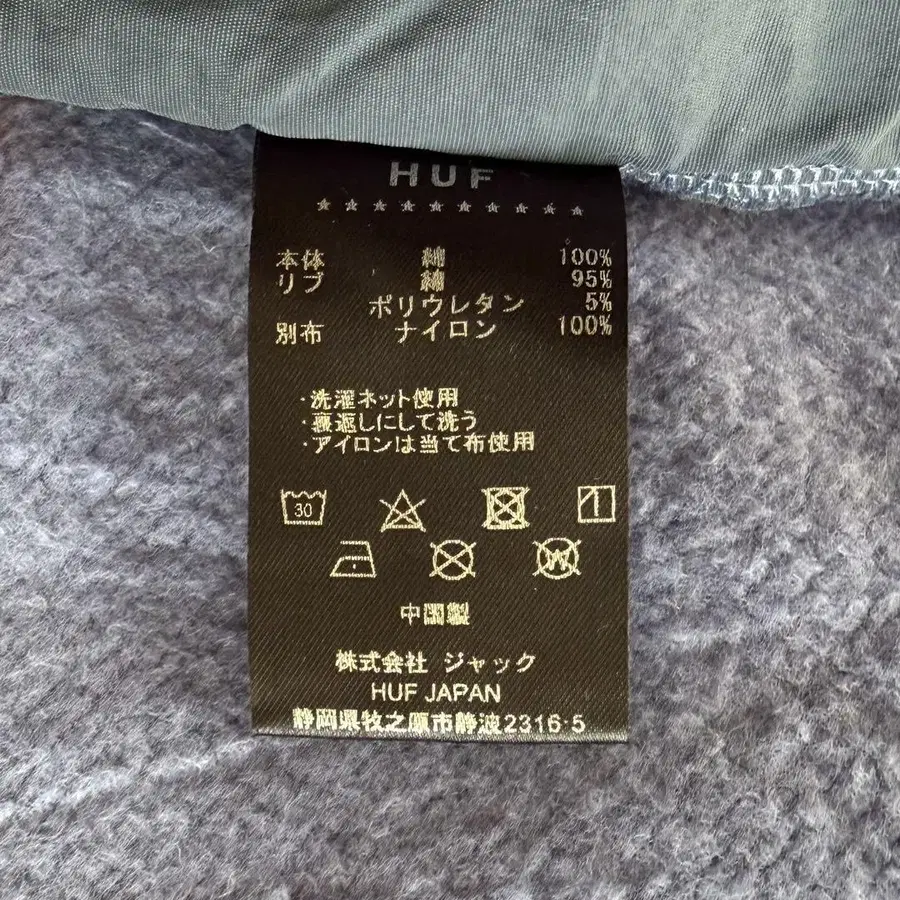 HUF
本体 綿 100%
リブ 綿 95%
ポリウレタン 5%
別布 ナイロン 100%
・洗濯ネット使用
・裏返しにして洗う
・アイロンは当て布使用
30
W
中国製
株式会社 ジャック
HUF JAPAN
静岡県牧之原市静波2316-5